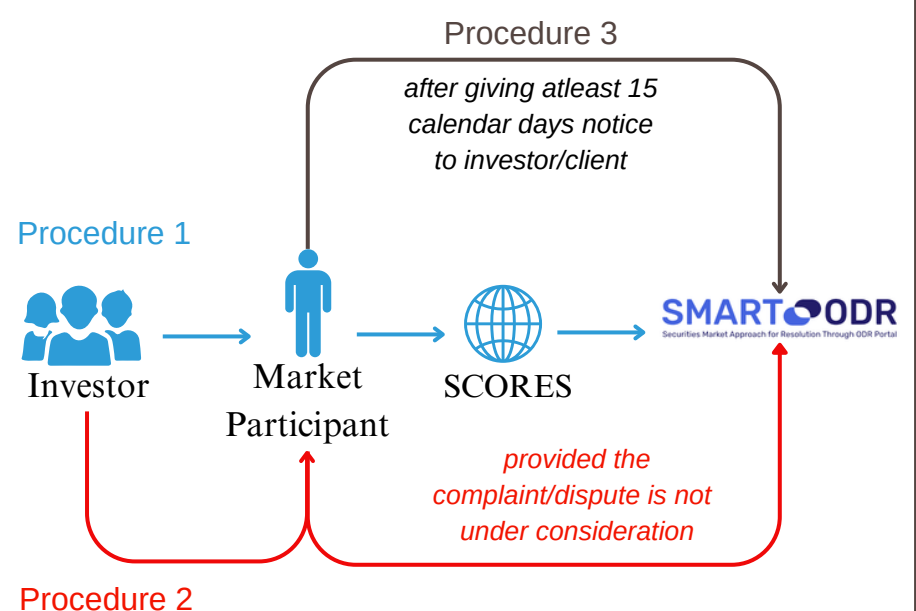 Procedure 3
after giving atleast 15
calendar days notice
to investor/client
Procedure 1
SMART ODR
Securities Market Approach for Resolution Through ODR Portal
Investor
Market
Participant
SCORES
provided the
complaint/dispute is not
under consideration
Procedure 2